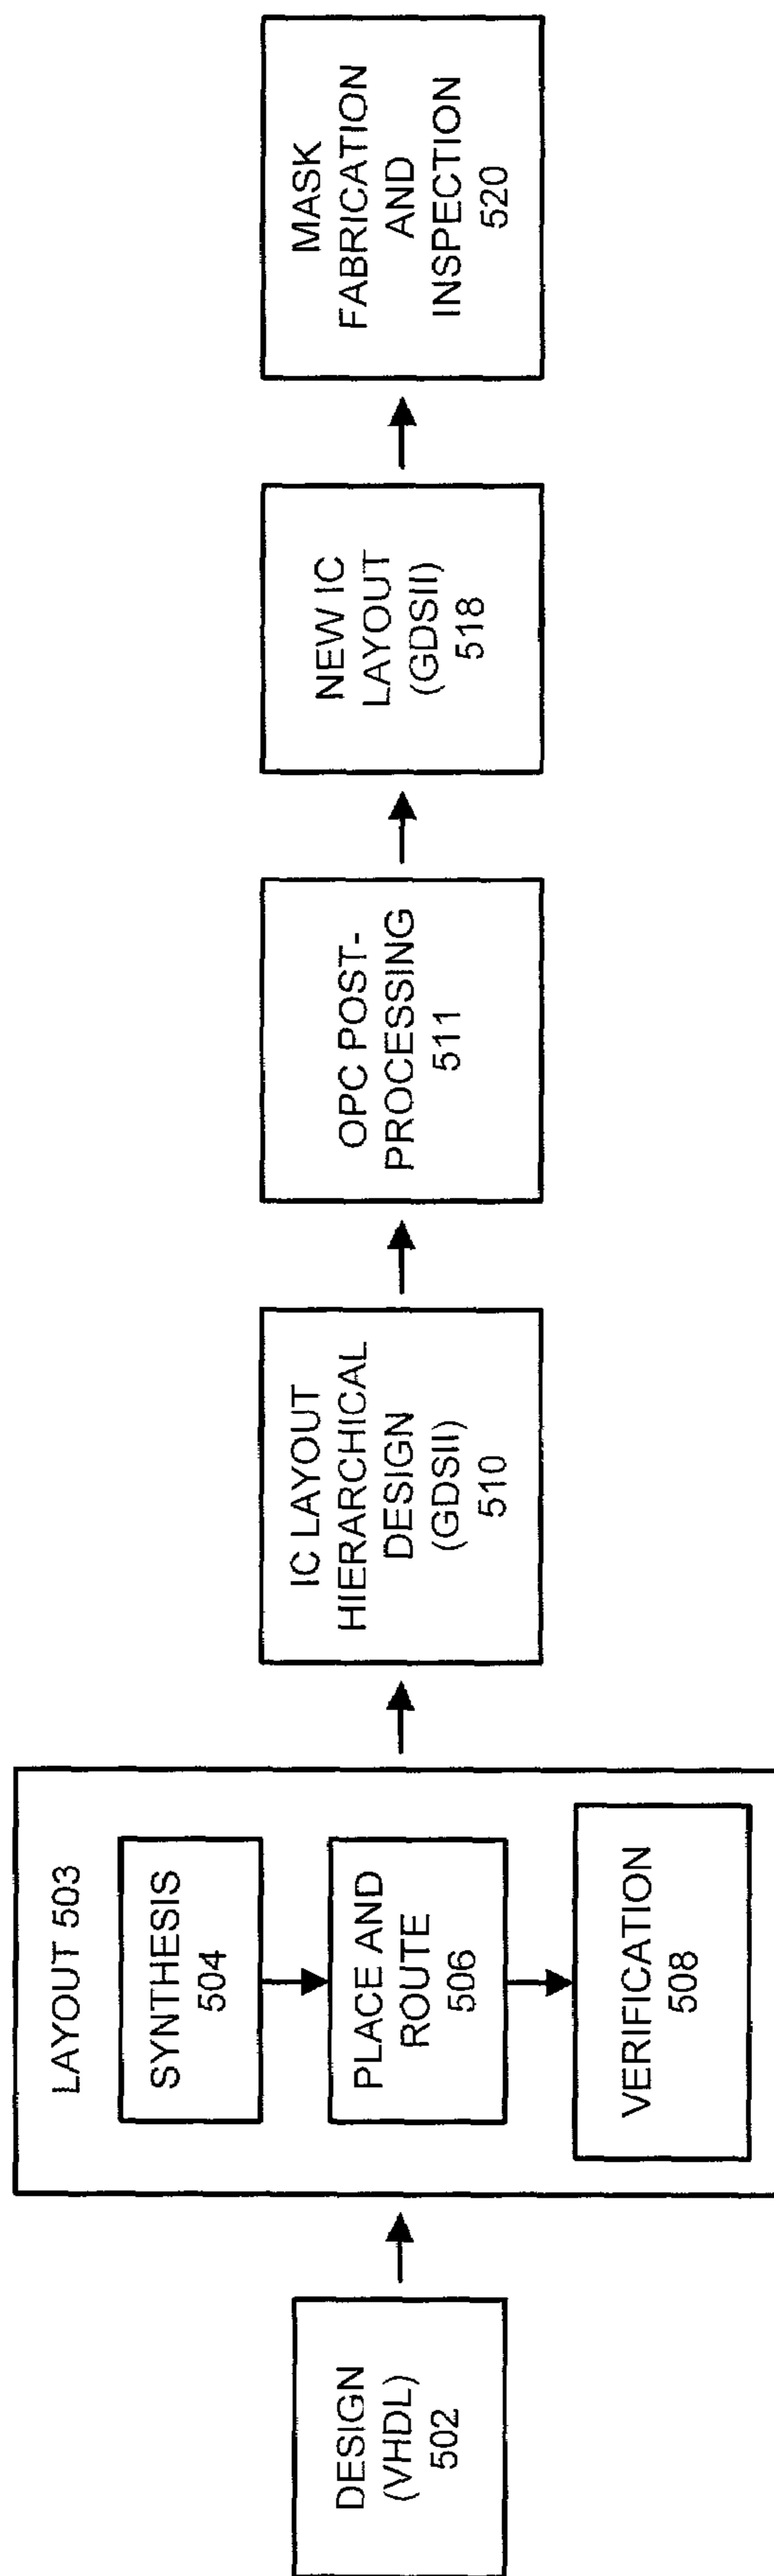 DESIGN
(VHDL)
502
LAYOUT 503
SYNTHESIS
504
PLACE AND
ROUTE
506
VERIFICATION
508
IC LAYOUT
HIERARCHICAL
DESIGN
(GDSII)
510
OPC POST-
PROCESSING
511
NEW IC
LAYOUT
(GDSII)
518
MASK
FABRICATION
AND
INSPECTION
520